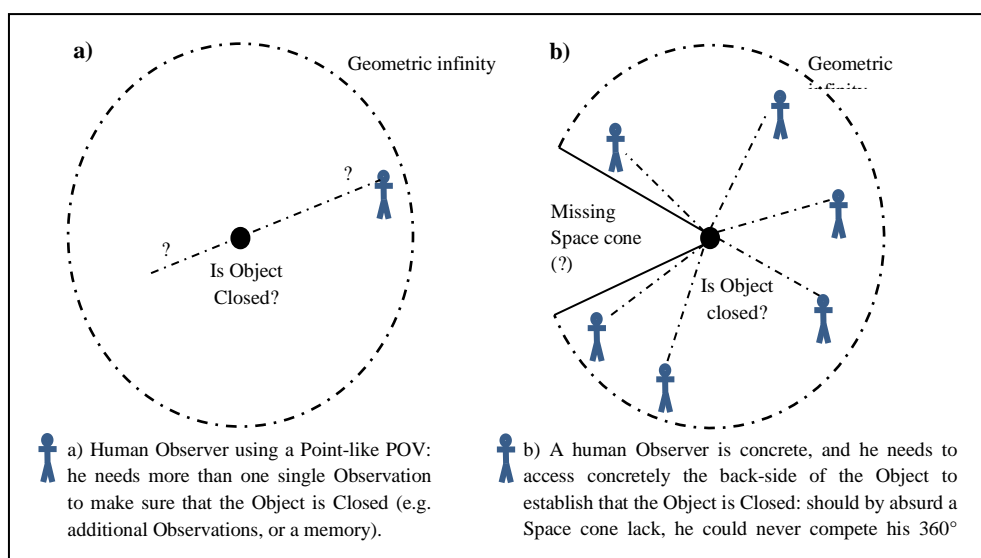 a)
Geometric infinity
?
?
Is Object
Closed?
b)
Geometric
Missing
Space cone
(?)
Is Object
closed?
a) Human Observer using a Point-like POV:
he needs more than one single Observation
to make sure that the Object is Closed (e.g.
additional Observations, or a memory).
b) A human Observer is concrete, and he needs to
access concretely the back-side of the Object to
establish that the Object is Closed: should by absurd a
Space cone lack, he could never compete his 360°